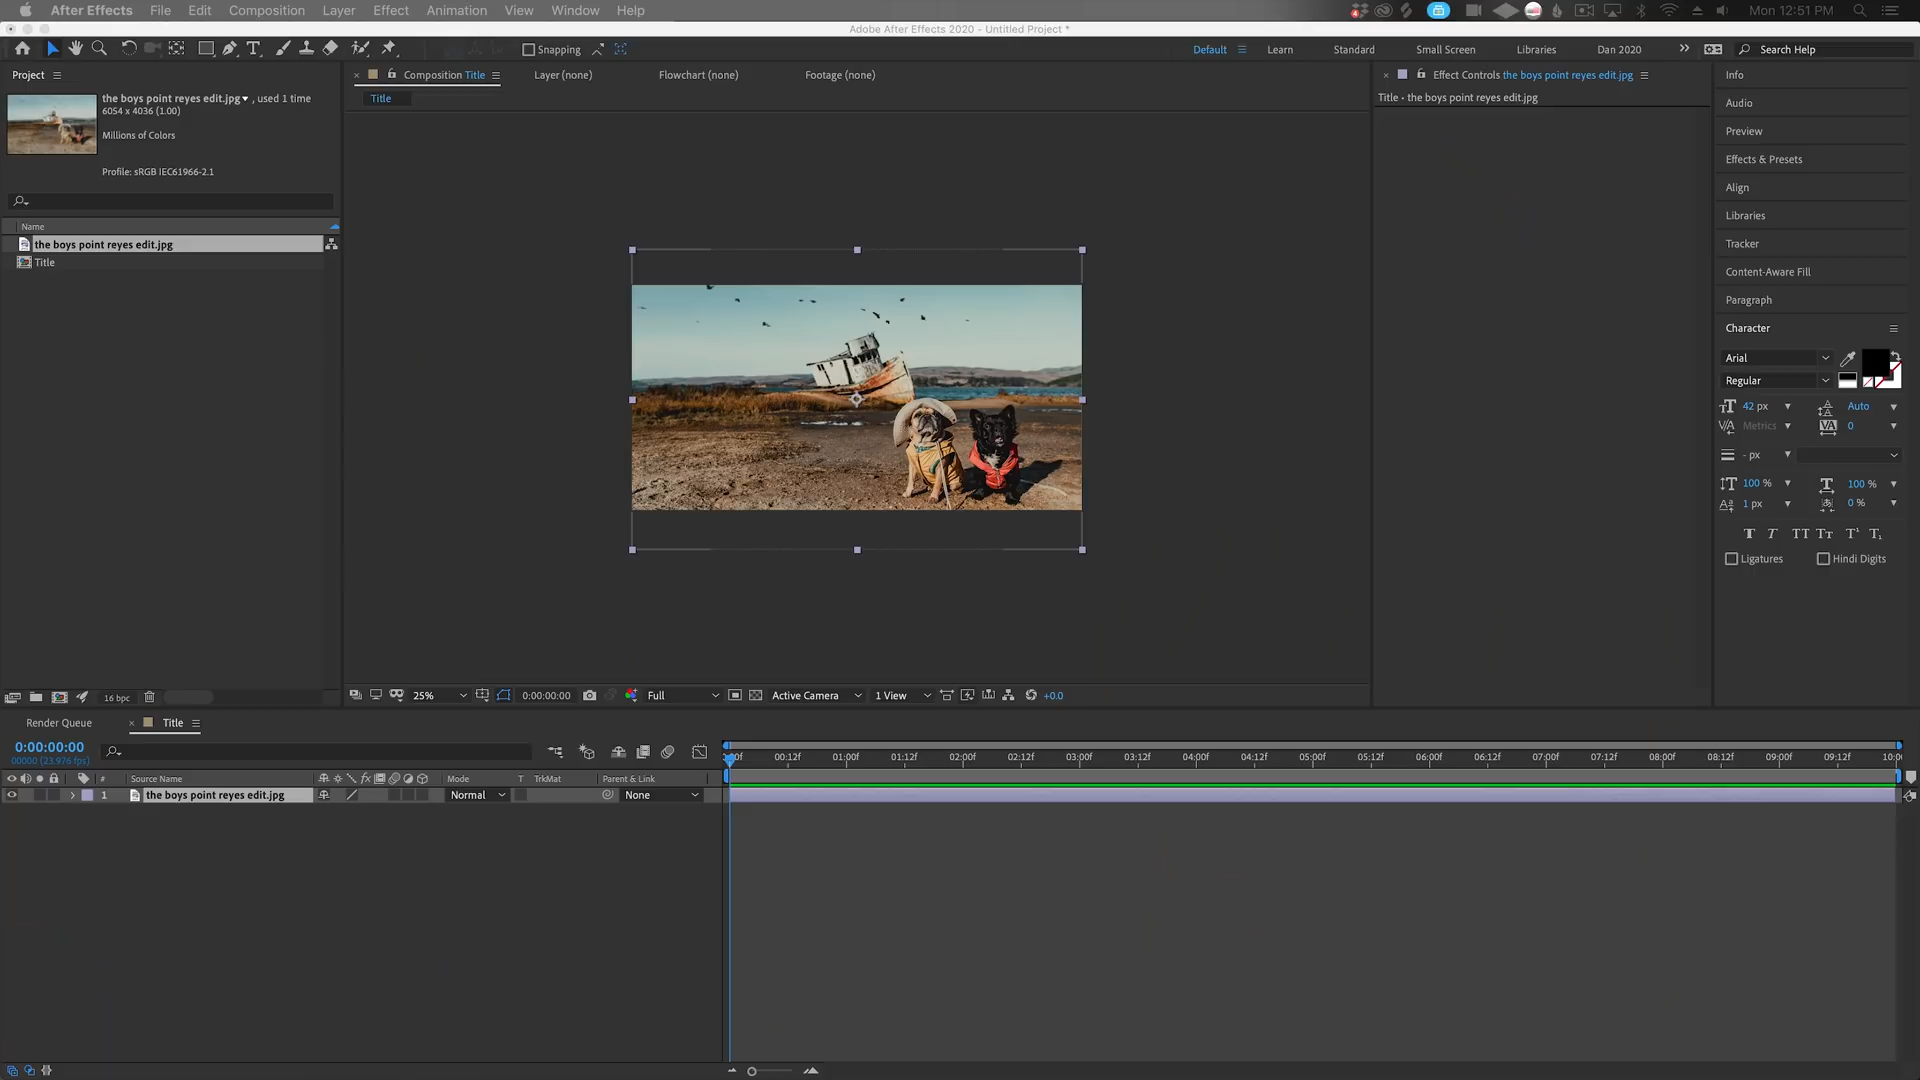 After Effects File Edit Composition Layer Effect Animation View Window Help
4 Mon 12:51 PM
Adobe After Effects 2020 - Untitled Project *
Snapping Default Learn Standard Small Screen Libraries Dan 2020 Search Help
Project
the boys point reyes edit.jpg , used 1 time
6054 x 4036 (1.00)
Millions of Colors
Profile: sRGB IEC61966-2.1
Name
the boys point reyes edit.jpg
Title
16 bpc
Composition Title Layer (none) Flowchart (none) Footage (none)
Title
25% 0:00:00:00 Full Active Camera 1 View +0.0
Effect Controls the boys point reyes edit.jpg
Title • the boys point reyes edit.jpg
Info
Audio
Preview
Effects & Presets
Align
Libraries
Tracker
Content-Aware Fill
Paragraph
Character
Arial
Regular
42 px Auto
Metrics 0
- px
100 % 100 %
1 px 0 %
Ligatures Hindi Digits
Render Queue Title
0:00:00:00
00000 (23.976 fps)
:00f 00:12f 01:00f 01:12f 02:00f 02:12f 03:00f 03:12f 04:00f 04:12f 05:00f 05:12f 06:00f 06:12f 07:00f 07:12f 08:00f 08:12f 09:00f 09:12f 10:0
# Source Name Mode T TrkMat Parent & Link
1 the boys point reyes edit.jpg Normal None